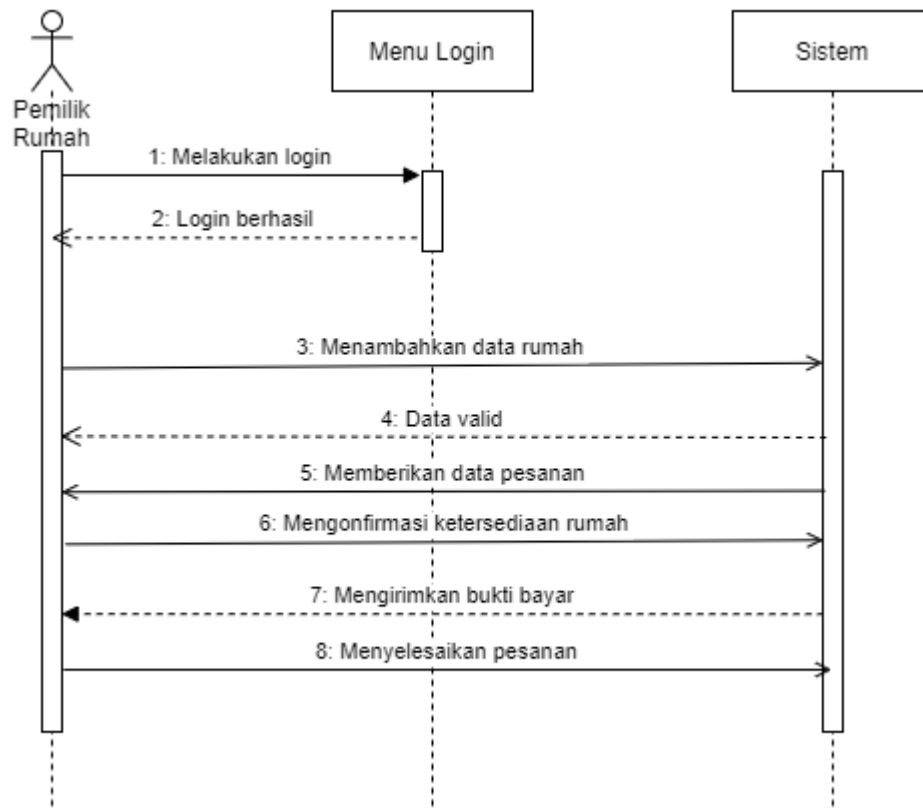 Menu Login
Sistem
Pemilik
Rumah
1: Melakukan login
2: Login berhasil
3: Menambahkan data rumah
4: Data valid
5: Memberikan data pesanan
6: Mengonfirmasi ketersediaan rumah
7: Mengirimkan bukti bayar
8: Menyelesaikan pesanan